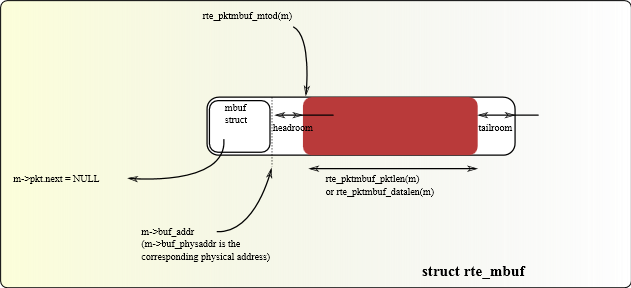 rte_pktmbuf_mtod(m)
mbuf
struct
headroom
tailroom
m->pkt.next = NULL
rte_pktmbuf_pktlen(m)
or rte_pktmbuf_datalen(m)
m->buf_addr
(m->buf_physaddr is the
corresponding physical address)
struct rte_mbuf